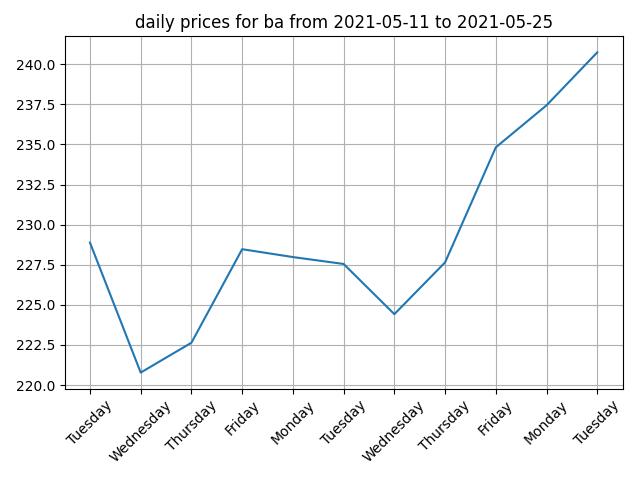 daily prices for ba from 2021-05-11 to 2021-05-25
240.0
237.5
235.0
232.5
230.0
227.5
225.0
222.5
220.0
Tuesday
Wednesday
Thursday
Friday
Monday
Tuesday
Wednesday
Thursday
Friday
Monday
Tuesday